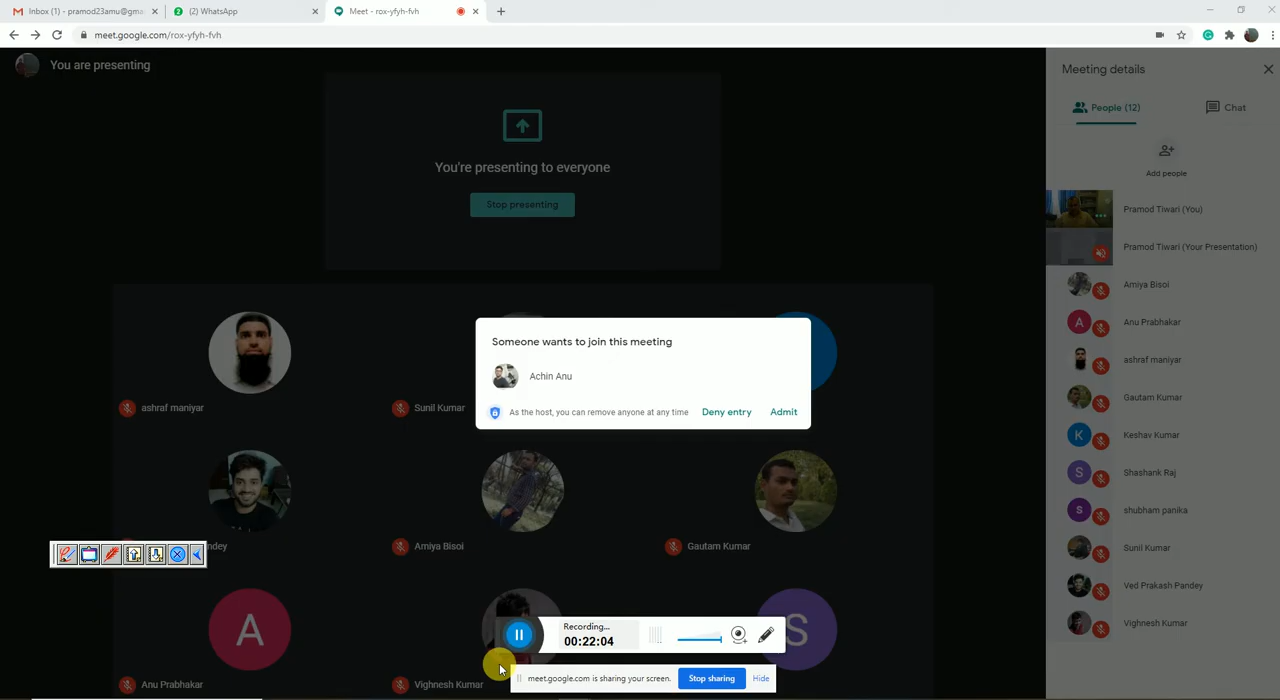 Inbox (1) - pramod23amu@gma
(2) WhatsApp
Meet - rox-yfyh-fvh
meet.google.com/rox-yfyh-fvh
You are presenting
You're presenting to everyone
Stop presenting
Someone wants to join this meeting
Achin Anu
As the host, you can remove anyone at any time
Deny entry
Admit
ashraf maniyar
Sunil Kumar
ndey
Amiya Bisoi
Gautam Kumar
A
S
Anu Prabhakar
Vighnesh Kumar
Recording...
00:22:04
meet.google.com is sharing your screen.
Stop sharing
Hide
Meeting details
People (12)
Chat
Add people
Pramod Tiwari (You)
Pramod Tiwari (Your Presentation)
Amiya Bisoi
A
Anu Prabhakar
ashraf maniyar
Gautam Kumar
K
Keshav Kumar
S
Shashank Raj
s
shubham panika
Sunil Kumar
Ved Prakash Pandey
Vighnesh Kumar